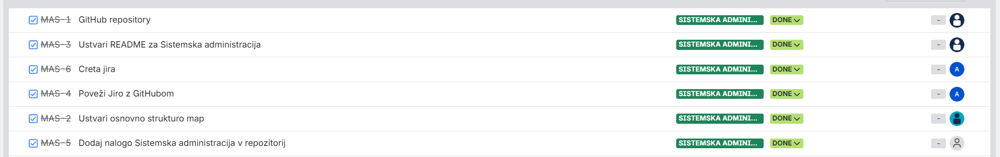 MAS-1 GitHub repository SISTEMSKA ADMINI... DONE -
MAS-3 Ustvari README za Sistemska administracija SISTEMSKA ADMINI... DONE -
MAS-6 Creta jira SISTEMSKA ADMINI... DONE - A
MAS-4 Poveži Jiro z GitHubom SISTEMSKA ADMINI... DONE - A
MAS-2 Ustvari osnovno strukturo map SISTEMSKA ADMINI... DONE -
MAS-5 Dodaj nalogo Sistemska administracija v repozitorij SISTEMSKA ADMINI... DONE -